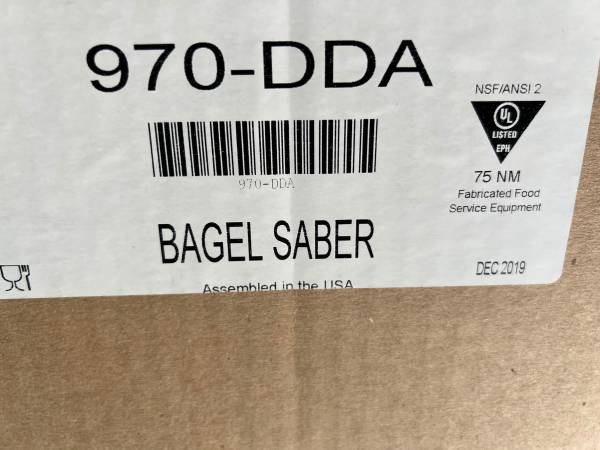 970-DDA
NSF/ANSI 2
UL
LISTED
EPH
970-DDA
75 NM
Fabricated Food
Service Equipment
BAGEL SABER
DEC 2019
Assembled in the USA